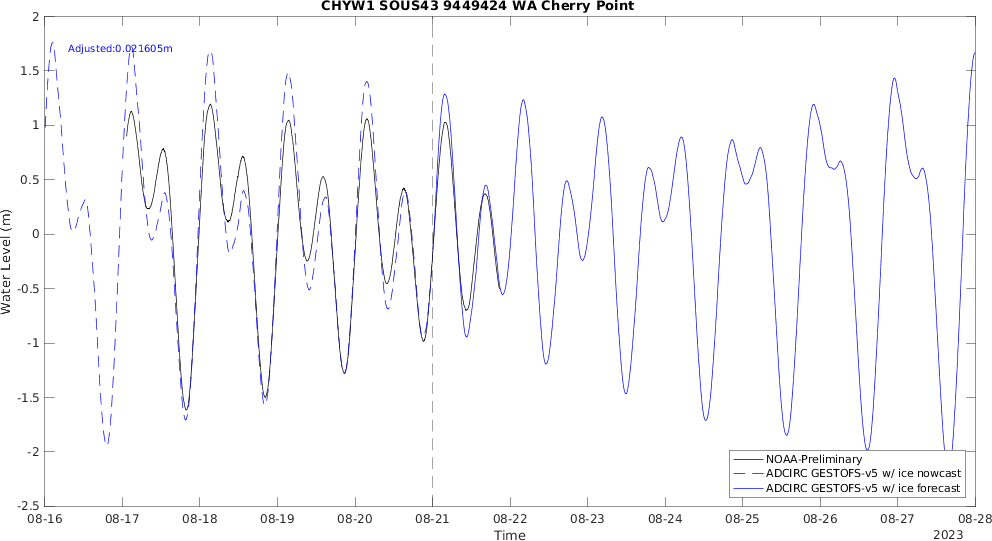 CHYW1 SOUS43 9449424 WA Cherry Point
Adjusted:0.021605m
Water Level (m)
2
1.5
1
0.5
0
-0.5
-1
-1.5
-2
-2.5
NOAA-Preliminary
ADCIRC GESTOFS-v5 w/ ice nowcast
ADCIRC GESTOFS-v5 w/ ice forecast
08-16 08-17 08-18 08-19 08-20 08-21 08-22 08-23 08-24 08-25 08-26 08-27 08-28
Time
2023